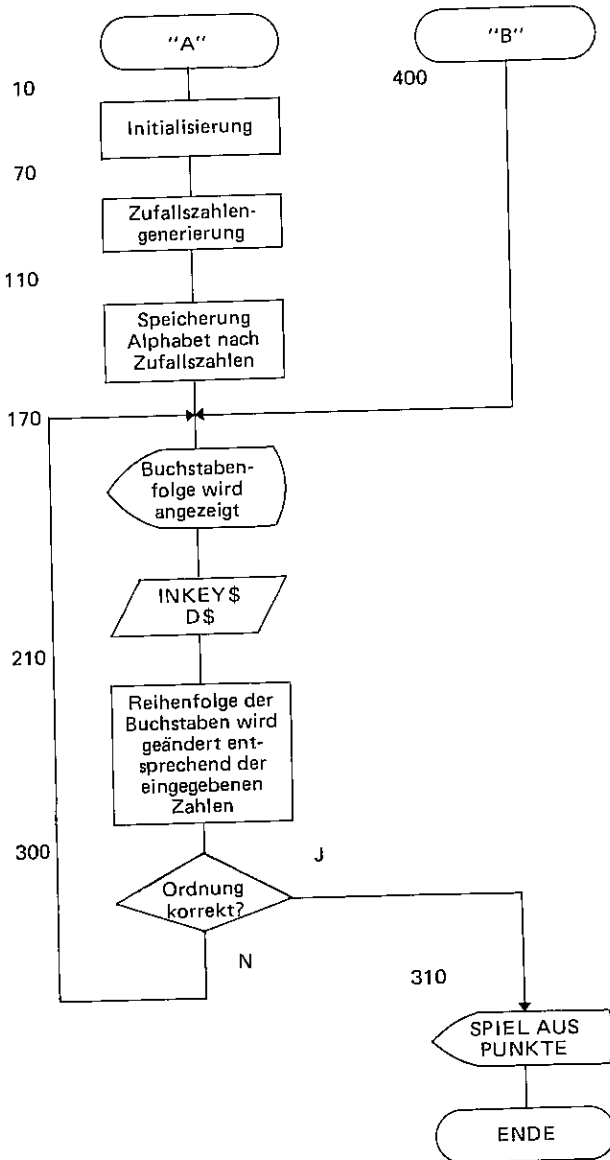 "A"
"B"
10
400
Initialisierung
70
Zufallszahlen-
generierung
110
Speicherung
Alphabet nach
Zufallszahlen
170
Buchstaben-
folge wird
angezeigt
INKEY$
D$
210
Reihenfolge der
Buchstaben wird
geändert ent-
sprechend der
eingegebenen
Zahlen
300
J
Ordnung
korrekt?
N
310
SPIEL AUS
PUNKTE
ENDE